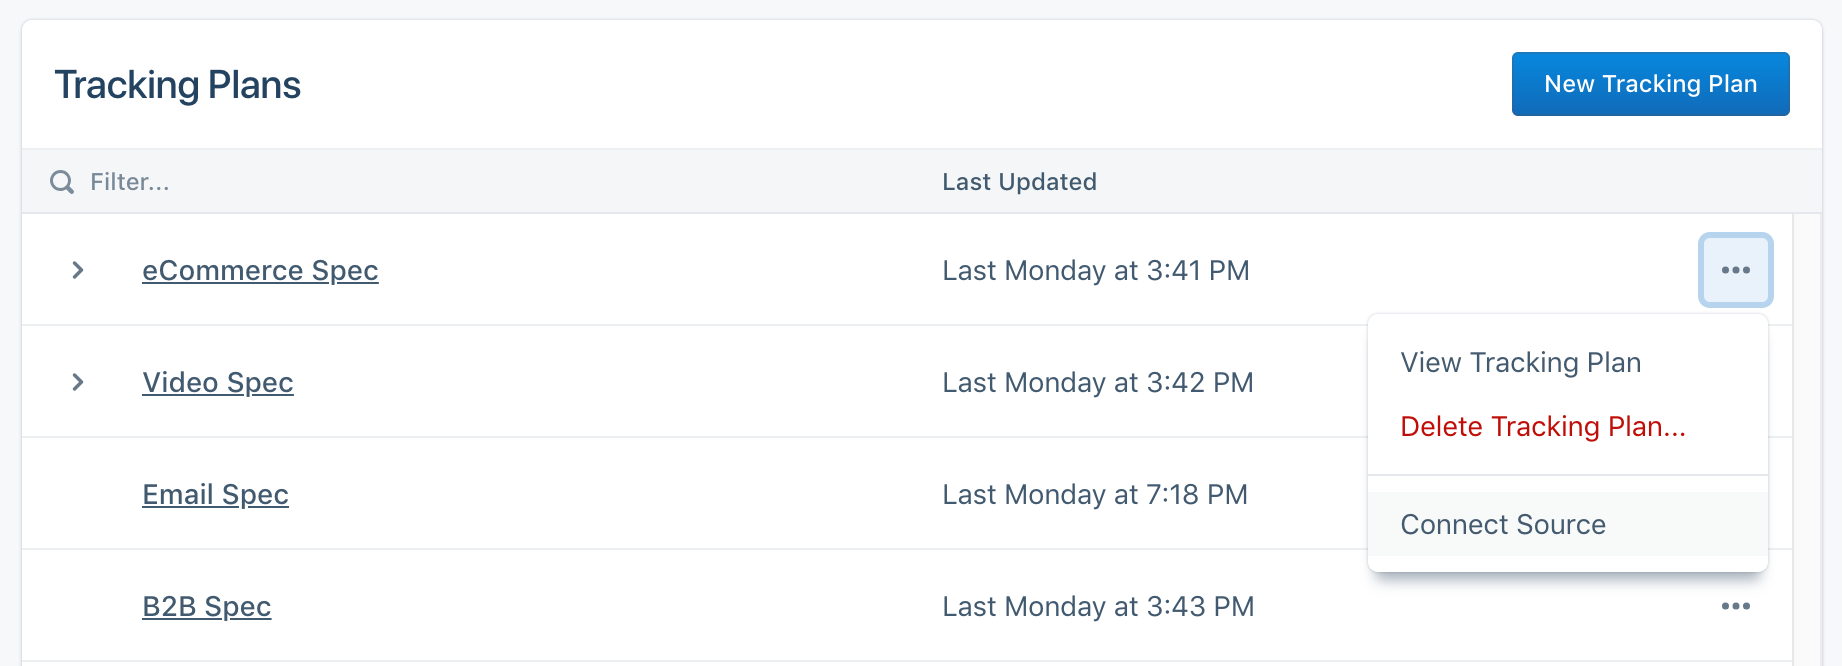 Tracking Plans
New Tracking Plan
Filter...
Last Updated
eCommerce Spec
Last Monday at 3:41 PM
View Tracking Plan
Video Spec
Last Monday at 3:42 PM
Delete Tracking Plan...
Email Spec
Last Monday at 7:18 PM
Connect Source
B2B Spec
Last Monday at 3:43 PM